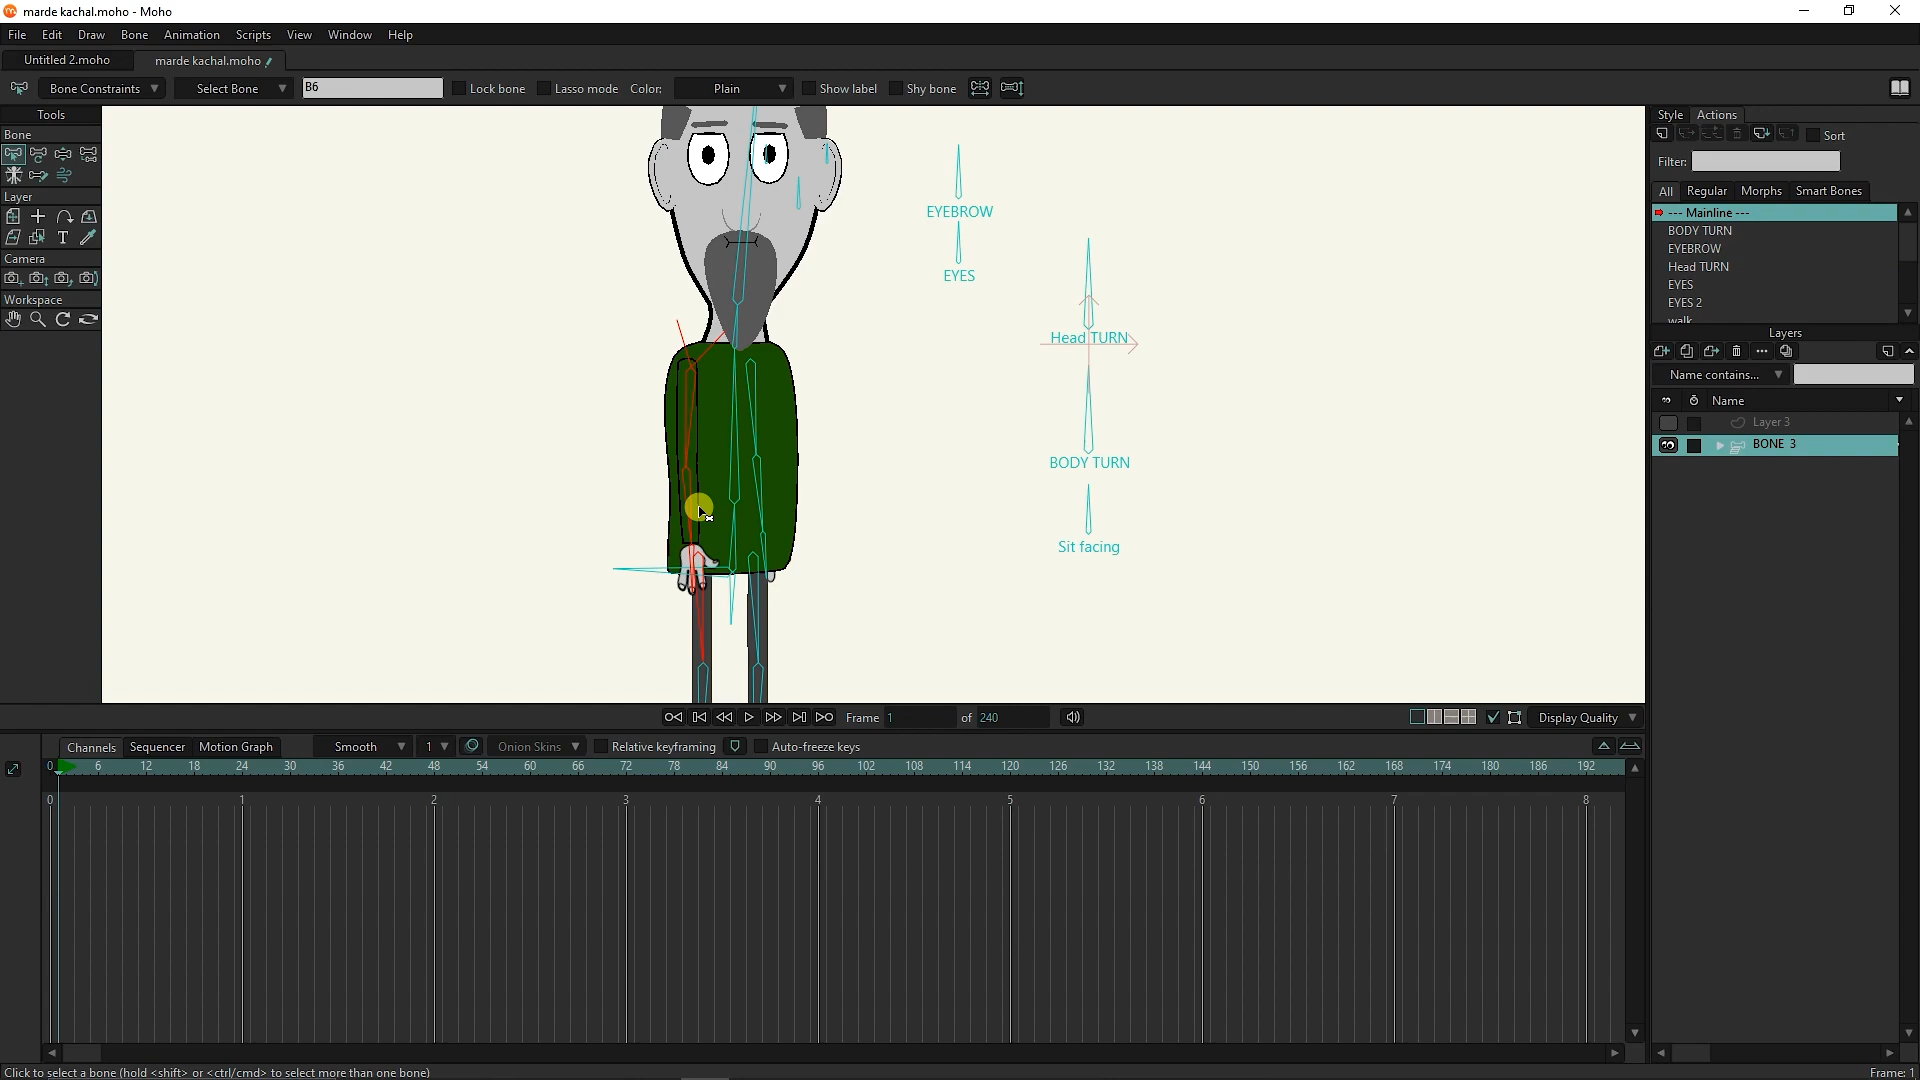 marde kachal.moho - Moho
File Edit Draw Bone Animation Scripts View Window Help
Untitled 2.moho marde kachal.moho
Bone Constraints Select Bone B6 Lock bone Lasso mode Color: Plain Show label Shy bone
Tools
Bone
Layer
Camera
Workspace
EYEBROW
EYES
Head TURN
BODY TURN
Sit facing
Style Actions
Sort
Filter:
All Regular Morphs Smart Bones
--- Mainline ---
BODY TURN
EYEBROW
Head TURN
EYES
EYES 2
walk
Layers
Name contains...
Name
Layer 3
BONE 3
Frame 1 of 240 Display Quality
Channels Sequencer Motion Graph Smooth 1 Onion Skins Relative keyframing Auto-freeze keys
0 6 12 18 24 30 36 42 48 54 60 66 72 78 84 90 96 102 108 114 120 126 132 138 144 150 156 162 168 174 180 186 192
0 1 2 3 4 5 6 7 8
Click to select a bone (hold <shift> or <ctrl/cmd> to select more than one bone) Frame: 1